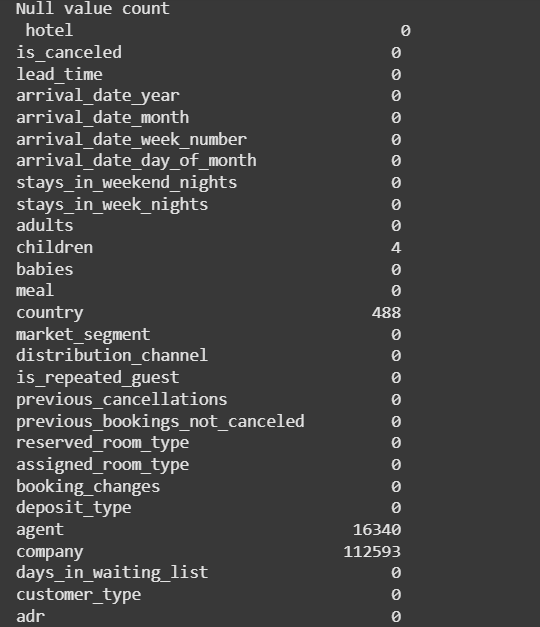 Null value count
hotel 0
is_canceled 0
lead_time 0
arrival_date_year 0
arrival_date_month 0
arrival_date_week_number 0
arrival_date_day_of_month 0
stays_in_weekend_nights 0
stays_in_week_nights 0
adults 0
children 4
babies 0
meal 0
country 488
market_segment 0
distribution_channel 0
is_repeated_guest 0
previous_cancellations 0
previous_bookings_not_canceled 0
reserved_room_type 0
assigned_room_type 0
booking_changes 0
deposit_type 0
agent 16340
company 112593
days_in_waiting_list 0
customer_type 0
adr 0